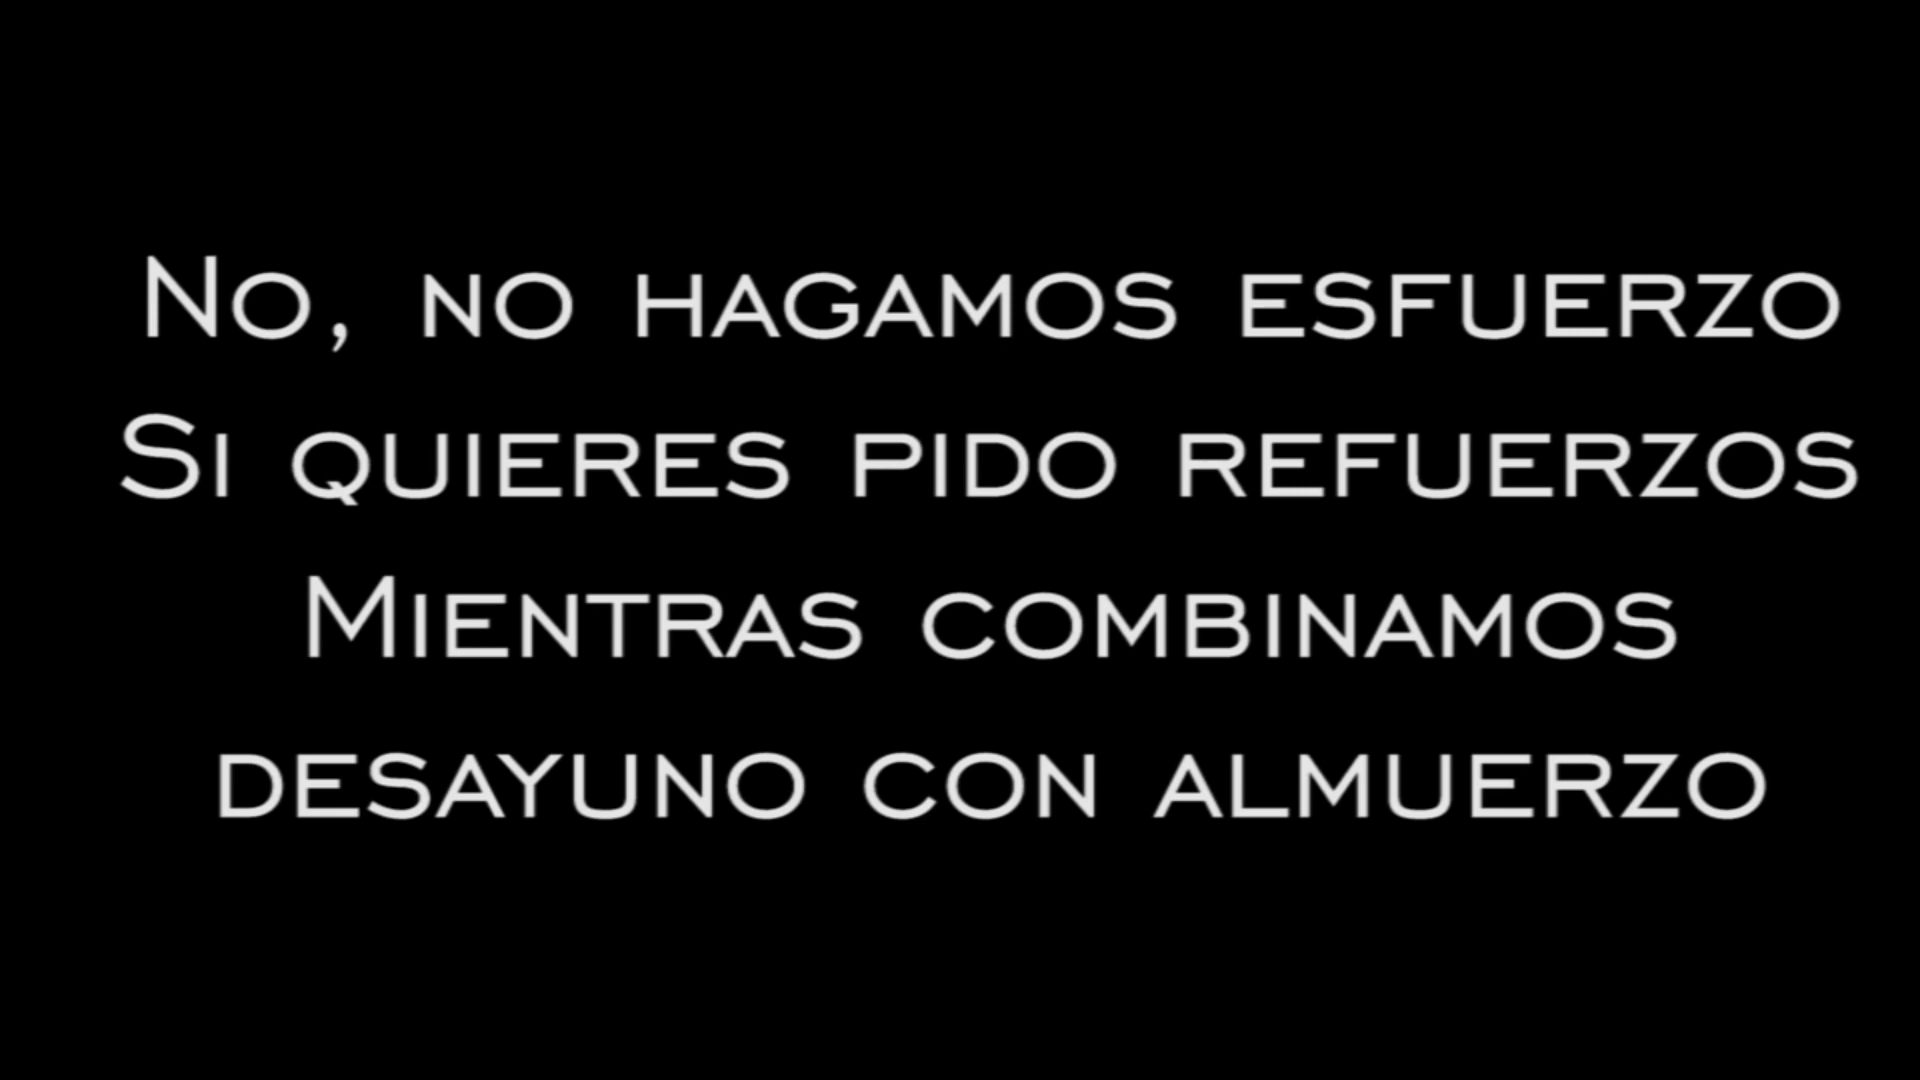 No, no hagamos esfuerzo
Si quieres pido refuerzos
Mientras combinamos
desayuno con almuerzo